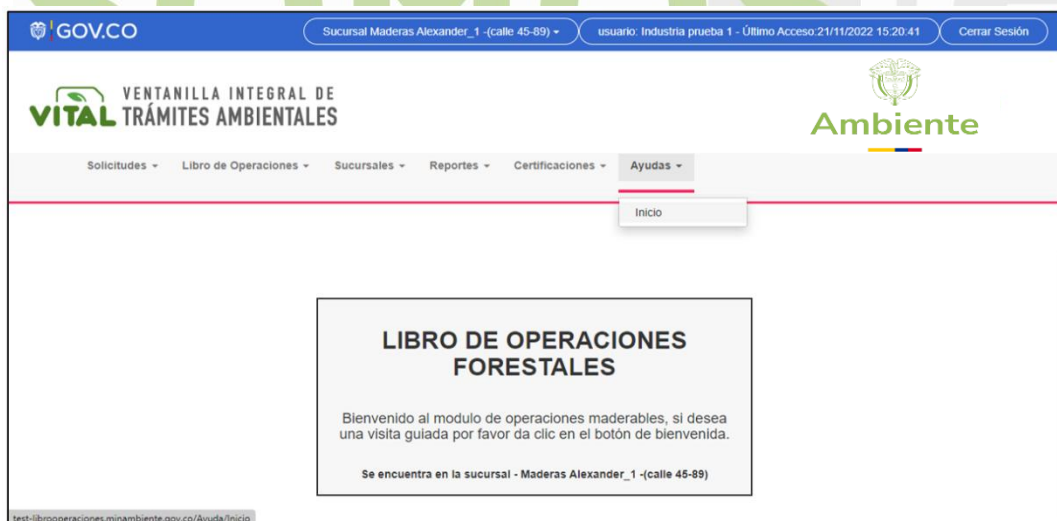 GOV.CO
Sucursal Maderas Alexander_1 -(calle 45-89)
usuario: Industria prueba 1 - Último Acceso:21/11/2022 15:20:41
Cerrar Sesión
VITAL
VENTANILLA INTEGRAL DE
TRÁMITES AMBIENTALES
Ambiente
Solicitudes
Libro de Operaciones
Sucursales
Reportes
Certificaciones
Ayudas
Inicio
LIBRO DE OPERACIONES
FORESTALES
Bienvenido al modulo de operaciones maderables, si desea
una visita guiada por favor da clic en el botón de bienvenida.
Se encuentra en la sucursal - Maderas Alexander_1 -(calle 45-89)
test-librooperaciones.minambiente.gov.co/Ayuda/Inicio